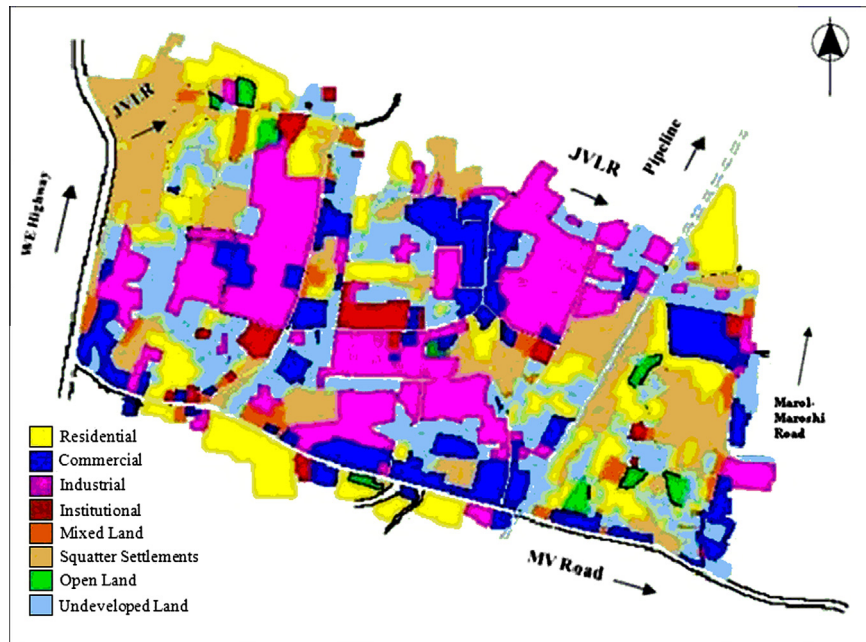 JVLR
WE Highway
JVLR
Pipeline
Marol-
Maroshi
Road
MV Road
Residential
Commercial
Industrial
Institutional
Mixed Land
Squatter Settlements
Open Land
Undeveloped Land